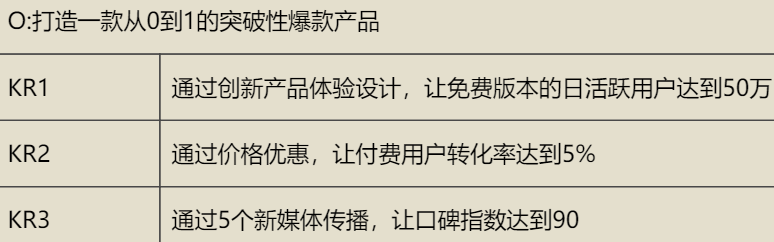 O:打造一款从0到1的突破性爆款产品
KR1 通过创新产品体验设计，让免费版本的日活跃用户达到50万
KR2 通过价格优惠，让付费用户转化率达到5%
KR3 通过5个新媒体传播，让口碑指数达到90